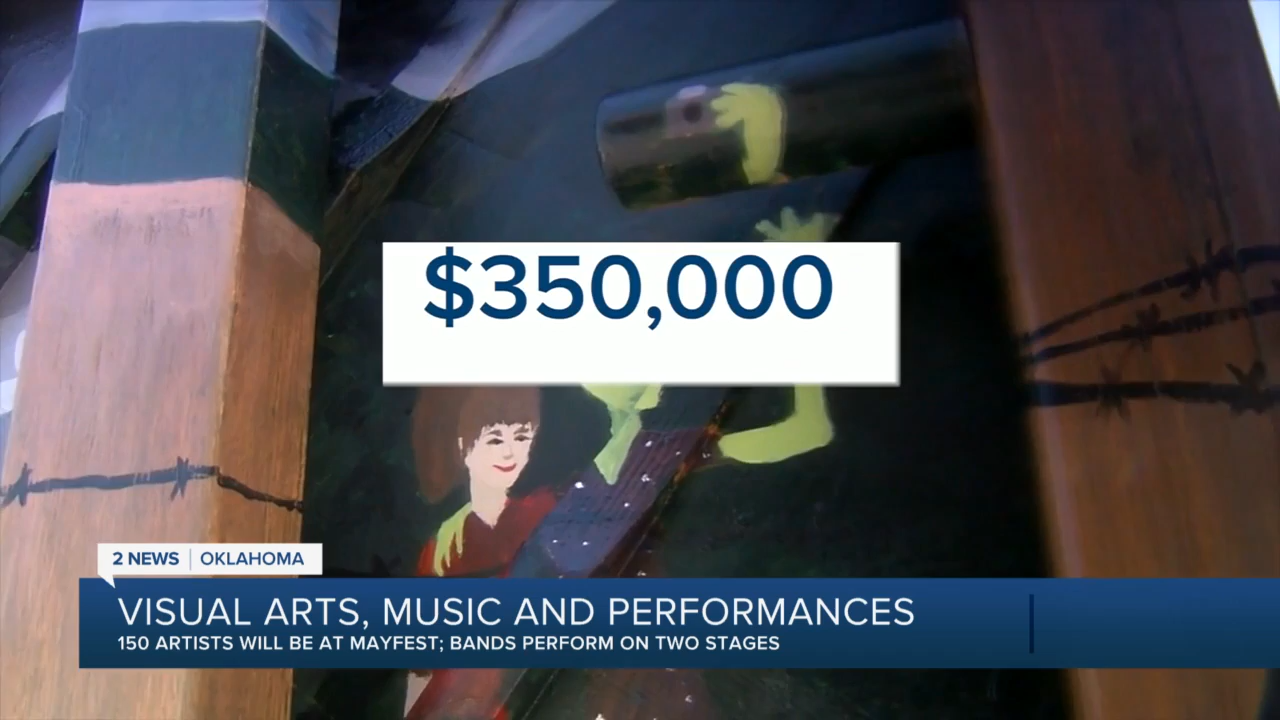 $350,000
2 NEWS | OKLAHOMA
VISUAL ARTS, MUSIC AND PERFORMANCES
150 ARTISTS WILL BE AT MAYFEST; BANDS PERFORM ON TWO STAGES